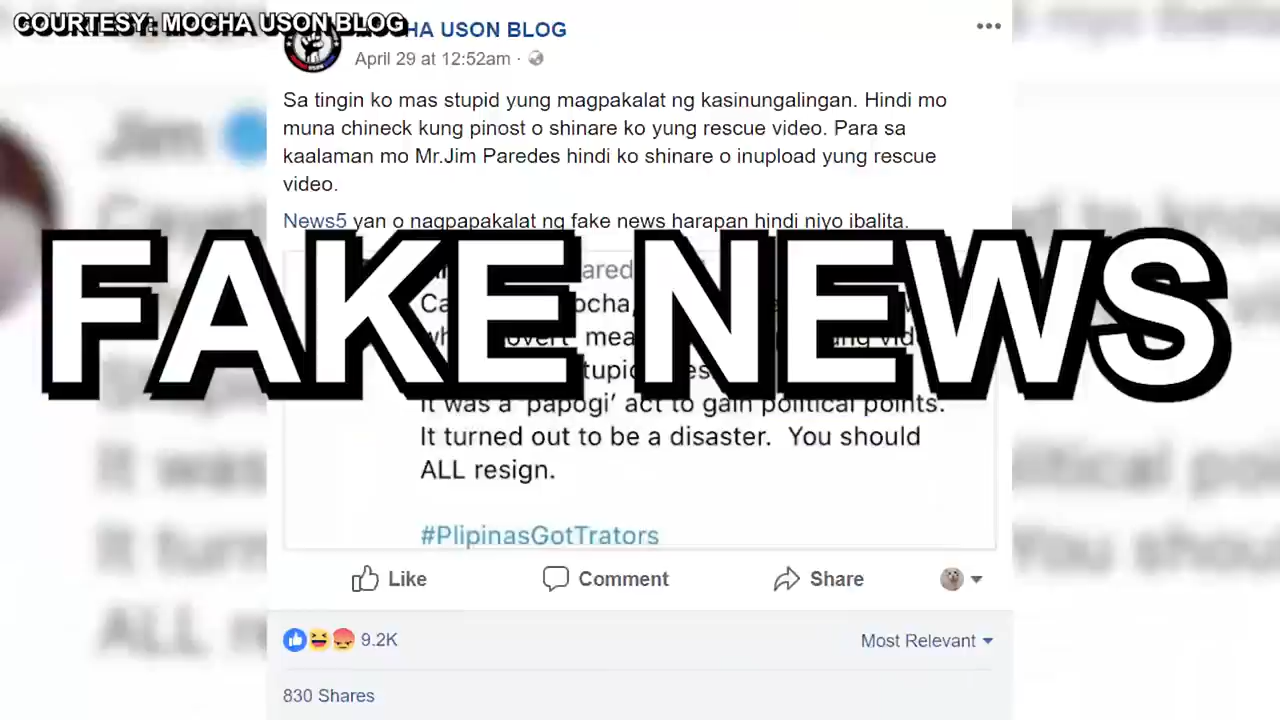 COURTESY: MOCHA USON BLOG
HA USON BLOG
April 29 at 12:52am ·
Sa tingin ko mas stupid yung magpakalat ng kasinungalingan. Hindi mo
muna chineck kung pinost o shinare ko yung rescue video. Para sa
kaalaman mo Mr.Jim Paredes hindi ko shinare o inupload yung rescue
video.
News5 yan o nagpapakalat ng fake news harapan hindi niyo ibalita.
FAKE NEWS
It was a ‘papogi’ act to gain political points.
It turned out to be a disaster. You should
ALL resign.
#PlipinasGotTrators
Like
Comment
Share
9.2K
Most Relevant
830 Shares